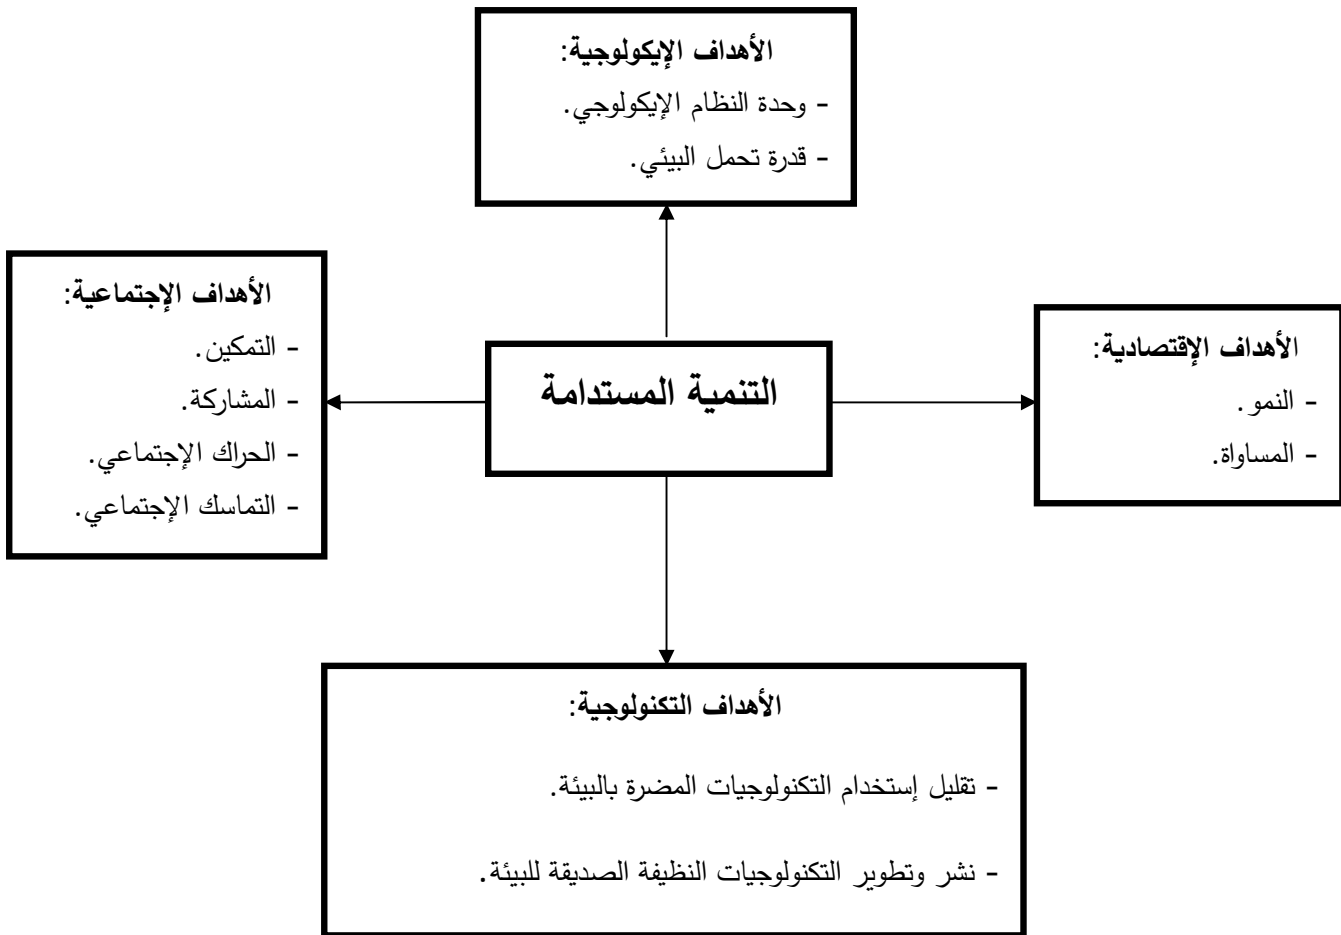 الأهداف الإيكولوجية:
- وحدة النظام الإيكولوجي.
- قدرة تحمل البيئي.
الأهداف الإقتصادية:
- النمو.
- المساواة.
التنمية المستدامة
الأهداف الإجتماعية:
- التمكين.
- المشاركة.
- الحراك الإجتماعي.
- التماسك الإجتماعي.
الأهداف التكنولوجية:
- تقليل إستخدام التكنولوجيات المضرة بالبيئة.
- نشر وتطوير التكنولوجيات النظيفة الصديقة للبيئة.